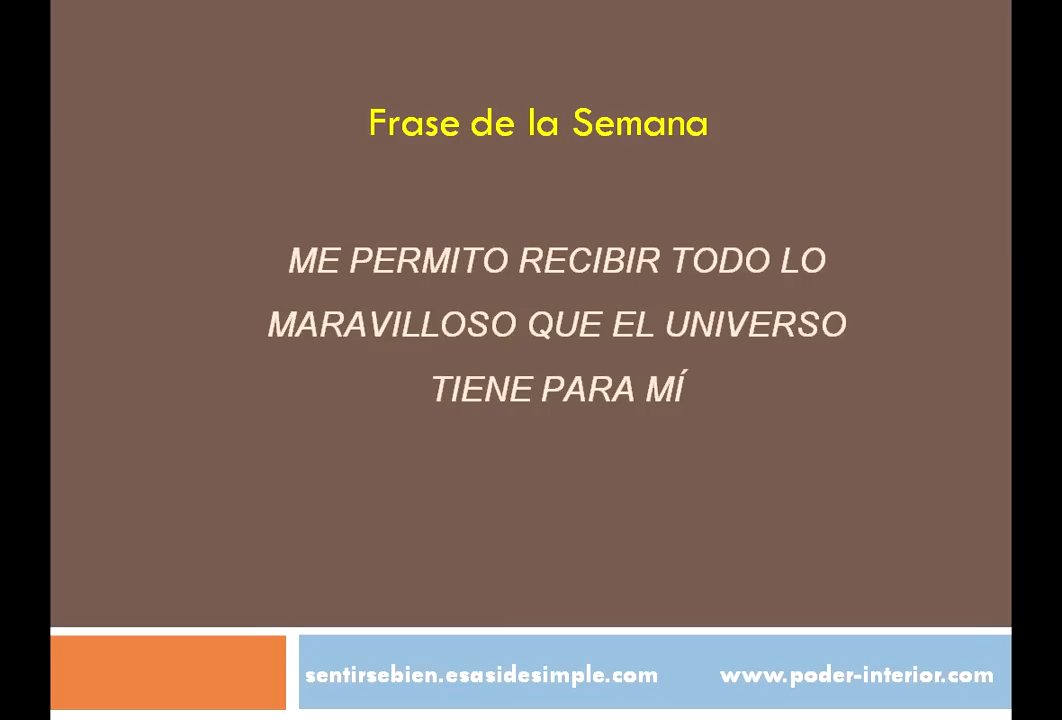 Frase de la Semana
ME PERMITO RECIBIR TODO LO
MARAVILLOSO QUE EL UNIVERSO
TIENE PARA MÍ
sentirsebien.esasidesimple.com www.poder-interior.com